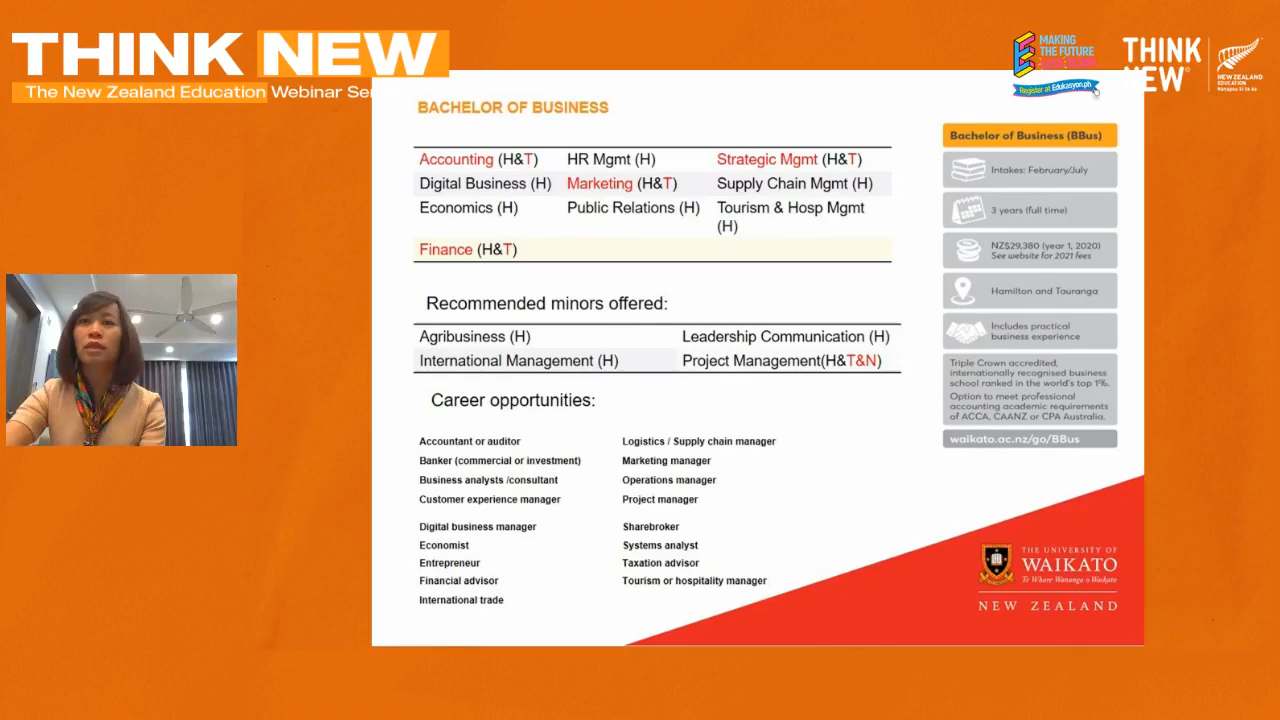 THINK NEW
The New Zealand Education Webinar Ser
MAKING
THE FUTURE
Register at Edukasyon.ph
THINK
NEW
NEW ZEALAND
EDUCATION
Manapou ki te ao
BACHELOR OF BUSINESS
Accounting (H&T) HR Mgmt (H) Strategic Mgmt (H&T)
Digital Business (H) Marketing (H&T) Supply Chain Mgmt (H)
Economics (H) Public Relations (H) Tourism & Hosp Mgmt
(H)
Finance (H&T)
Recommended minors offered:
Agribusiness (H) Leadership Communication (H)
International Management (H) Project Management(H&T&N)
Career opportunities:
Accountant or auditor Logistics / Supply chain manager
Banker (commercial or investment) Marketing manager
Business analysts /consultant Operations manager
Customer experience manager Project manager
Digital business manager Sharebroker
Economist Systems analyst
Entrepreneur Taxation advisor
Financial advisor Tourism or hospitality manager
International trade
Bachelor of Business (BBus)
Intakes: February/July
3 years (full time)
NZ$29,380 (year 1, 2020)
See website for 2021 fees
Hamilton and Tauranga
Includes practical
business experience
Triple Crown accredited,
internationally recognised business
school ranked in the world's top 1%.
Option to meet professional
accounting academic requirements
of ACCA, CAANZ or CPA Australia.
waikato.ac.nz/go/BBus
THE UNIVERSITY OF
WAIKATO
Te Whare Wānanga o Waikato
NEW ZEALAND